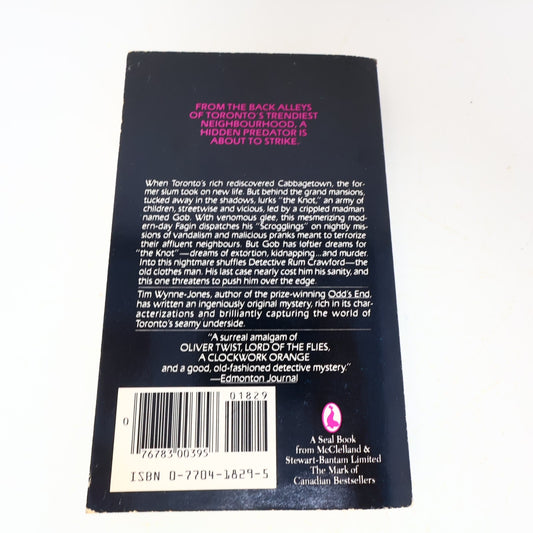 FROM THE BACK ALLEYS
OF TORONTO'S TRENDIEST
NEIGHBOURHOOD, A
HIDDEN PREDATOR IS
ABOUT TO STRIKE.
When Toronto's rich rediscovered Cabbagetown, the for-
mer slum took on new life. But behind the grand mansions,
tucked away in the shadows, lurks "the Knot," an army of
children, streetwise and vicious, led by a crippled madman
named Gob. With venomous glee, this mesmerizing mod-
ern-day Fagin dispatches his "Scrogglings" on nightly mis-
sions of vandalism and malicious pranks meant to terrorize
their affluent neighbours. But Gob has loftier dreams for
"the Knot"—dreams of extortion, kidnapping...and murder.
Into this nightmare shuffles Detective Rum Crawford—the
old clothes man. His last case nearly cost him his sanity, and
this one threatens to push him over the edge.
Tim Wynne-Jones, author of the prize-winning Odd's End,
has written an ingeniously original mystery, rich in its char-
acterizations and brilliantly capturing the world of
Toronto's seamy underside.
"A surreal amalgam of
OLIVER TWIST, LORD OF THE FLIES,
A CLOCKWORK ORANGE
and a good, old-fashioned detective mystery."
—Edmonton Journal
01829
0
76783 00395
ISBN 0-7704-1829-5
A Seal Book
from McClelland &
Stewart-Bantam Limited
The Mark of
Canadian Bestsellers